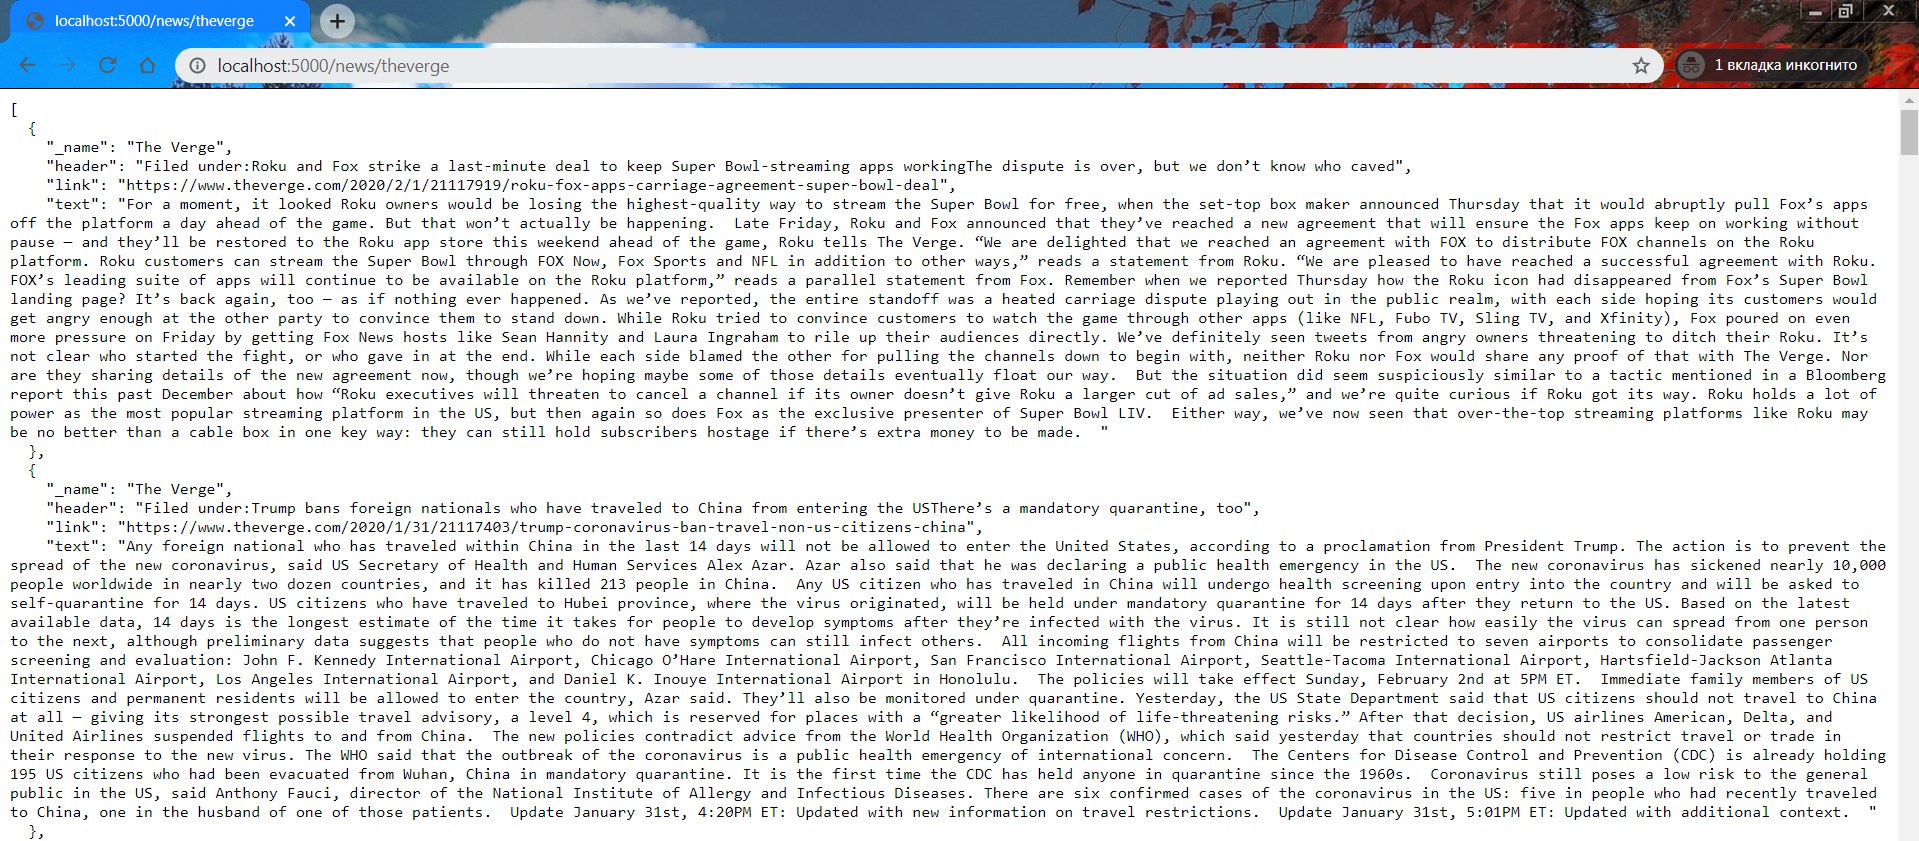 localhost:5000/news/theverge
localhost:5000/news/theverge
1 вкладка инкогнито
[
{
"_name": "The Verge",
"header": "Filed under:Roku and Fox strike a last-minute deal to keep Super Bowl-streaming apps workingThe dispute is over, but we don’t know who caved",
"link": "https://www.theverge.com/2020/2/1/21117919/roku-fox-apps-carriage-agreement-super-bowl-deal",
"text": "For a moment, it looked Roku owners would be losing the highest-quality way to stream the Super Bowl for free, when the set-top box maker announced Thursday that it would abruptly pull Fox’s apps
off the platform a day ahead of the game. But that won’t actually be happening.  Late Friday, Roku and Fox announced that they’ve reached a new agreement that will ensure the Fox apps keep on working without
pause — and they’ll be restored to the Roku app store this weekend ahead of the game, Roku tells The Verge. “We are delighted that we reached an agreement with FOX to distribute FOX channels on the Roku
platform. Roku customers can stream the Super Bowl through FOX Now, Fox Sports and NFL in addition to other ways,” reads a statement from Roku. “We are pleased to have reached a successful agreement with Roku.
FOX’s leading suite of apps will continue to be available on the Roku platform,” reads a parallel statement from Fox. Remember when we reported Thursday how the Roku icon had disappeared from Fox’s Super Bowl
landing page? It’s back again, too — as if nothing ever happened. As we’ve reported, the entire standoff was a heated carriage dispute playing out in the public realm, with each side hoping its customers would
get angry enough at the other party to convince them to stand down. While Roku tried to convince customers to watch the game through other apps (like NFL, Fubo TV, Sling TV, and Xfinity), Fox poured on even
more pressure on Friday by getting Fox News hosts like Sean Hannity and Laura Ingraham to rile up their audiences directly. We’ve definitely seen tweets from angry owners threatening to ditch their Roku. It’s
not clear who started the fight, or who gave in at the end. While each side blamed the other for pulling the channels down to begin with, neither Roku nor Fox would share any proof of that with The Verge. Nor
are they sharing details of the new agreement now, though we’re hoping maybe some of those details eventually float our way.  But the situation did seem suspiciously similar to a tactic mentioned in a Bloomberg
report this past December about how “Roku executives will threaten to cancel a channel if its owner doesn’t give Roku a larger cut of ad sales,” and we’re quite curious if Roku got its way. Roku holds a lot of
power as the most popular streaming platform in the US, but then again so does Fox as the exclusive presenter of Super Bowl LIV.  Either way, we’ve now seen that over-the-top streaming platforms like Roku may
be no better than a cable box in one key way: they can still hold subscribers hostage if there’s extra money to be made.  "
},
{
"_name": "The Verge",
"header": "Filed under:Trump bans foreign nationals who have traveled to China from entering the USThere’s a mandatory quarantine, too",
"link": "https://www.theverge.com/2020/1/31/21117403/trump-coronavirus-ban-travel-non-us-citizens-china",
"text": "Any foreign national who has traveled within China in the last 14 days will not be allowed to enter the United States, according to a proclamation from President Trump. The action is to prevent the
spread of the new coronavirus, said US Secretary of Health and Human Services Alex Azar. Azar also said that he was declaring a public health emergency in the US.  The new coronavirus has sickened nearly 10,000
people worldwide in nearly two dozen countries, and it has killed 213 people in China.  Any US citizen who has traveled in China will undergo health screening upon entry into the country and will be asked to
self-quarantine for 14 days. US citizens who have traveled to Hubei province, where the virus originated, will be held under mandatory quarantine for 14 days after they return to the US. Based on the latest
available data, 14 days is the longest estimate of the time it takes for people to develop symptoms after they’re infected with the virus. It is still not clear how easily the virus can spread from one person
to the next, although preliminary data suggests that people who do not have symptoms can still infect others.  All incoming flights from China will be restricted to seven airports to consolidate passenger
screening and evaluation: John F. Kennedy International Airport, Chicago O’Hare International Airport, San Francisco International Airport, Seattle-Tacoma International Airport, Hartsfield-Jackson Atlanta
International Airport, Los Angeles International Airport, and Daniel K. Inouye International Airport in Honolulu.  The policies will take effect Sunday, February 2nd at 5PM ET.  Immediate family members of US
citizens and permanent residents will be allowed to enter the country, Azar said. They’ll also be monitored under quarantine. Yesterday, the US State Department said that US citizens should not travel to China
at all — giving its strongest possible travel advisory, a level 4, which is reserved for places with a “greater likelihood of life-threatening risks.” After that decision, US airlines American, Delta, and
United Airlines suspended flights to and from China.  The new policies contradict advice from the World Health Organization (WHO), which said yesterday that countries should not restrict travel or trade in
their response to the new virus. The WHO said that the outbreak of the coronavirus is a public health emergency of international concern.  The Centers for Disease Control and Prevention (CDC) is already holding
195 US citizens who had been evacuated from Wuhan, China in mandatory quarantine. It is the first time the CDC has held anyone in quarantine since the 1960s.  Coronavirus still poses a low risk to the general
public in the US, said Anthony Fauci, director of the National Institute of Allergy and Infectious Diseases. There are six confirmed cases of the coronavirus in the US: five in people who had recently traveled
to China, one in the husband of one of those patients.  Update January 31st, 4:20PM ET: Updated with new information on travel restrictions.  Update January 31st, 5:01PM ET: Updated with additional context.  "
},